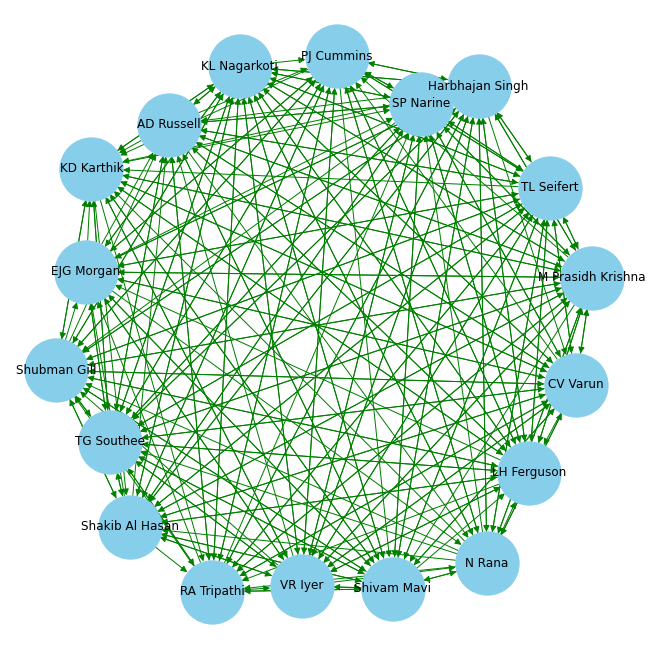 PJ Cummins
KL Nagarkoti
Harbhajan Singh
SP Narine
AD Russell
KD Karthik
TL Seifert
EJG Morgan
M Prasidh Krishna
Shubman Gill
CV Varun
TG Southee
LH Ferguson
Shakib Al Hasan
N Rana
RA Tripathi
VR Iyer
Shivam Mavi